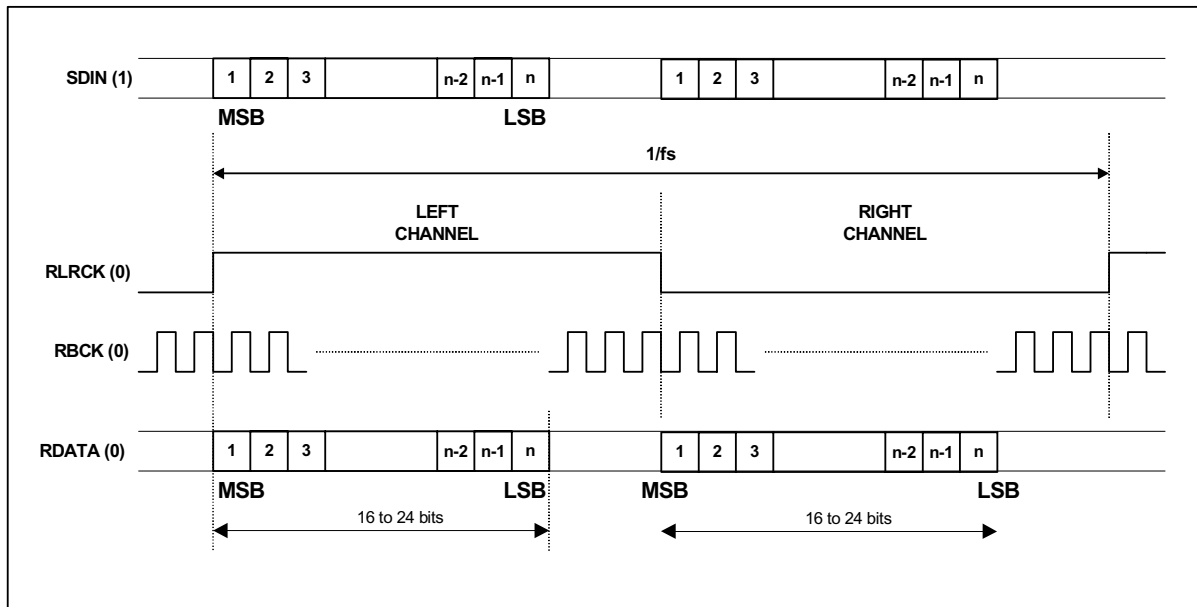 SDIN (1) 1 2 3 n-2 n-1 n 1 2 3 n-2 n-1 n
MSB LSB
1/fs
LEFT CHANNEL RIGHT CHANNEL
RLRCK (0)
RBCK (0)
RDATA (0) 1 2 3 n-2 n-1 n 1 2 3 n-2 n-1 n
MSB LSB MSB LSB
16 to 24 bits 16 to 24 bits